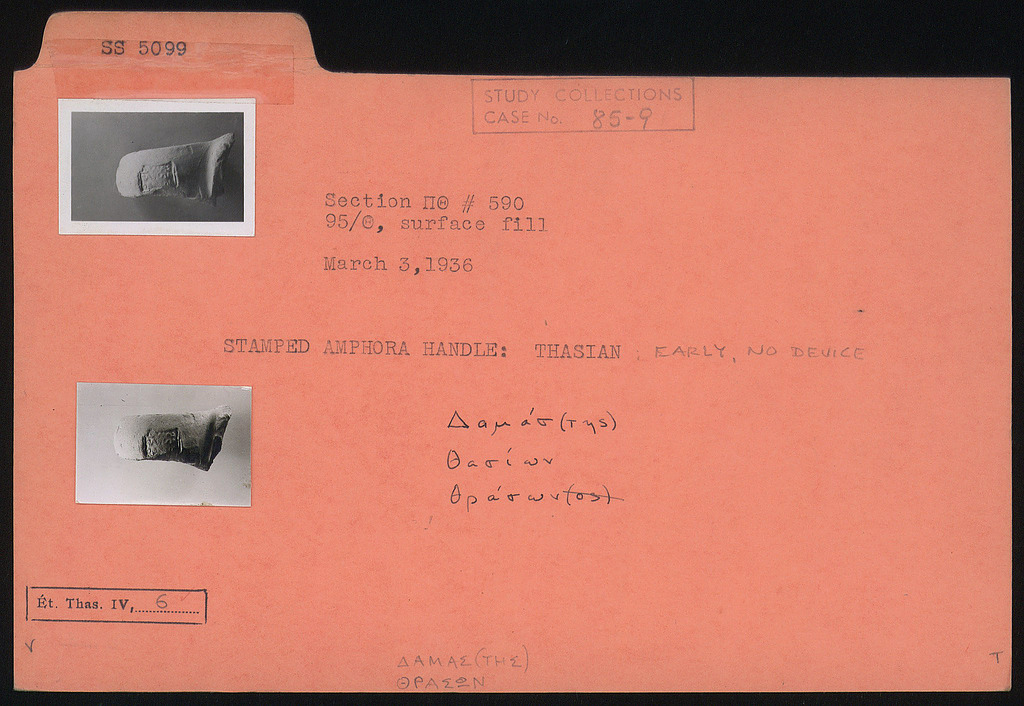 SS 5099
STUDY COLLECTIONS
CASE No. 85-9
Section ΠΘ # 590
95/Θ, surface fill
March 3,1936
STAMPED AMPHORA HANDLE: THASIAN : EARLY, NO DEVICE
Δαμάσ(της)
Θασίων
Θράσων(ος)
Ét. Thas. IV, 6
V
T
ΔΑΜΑΣ(ΤΗΣ)
ΘΡΑΣΩΝ